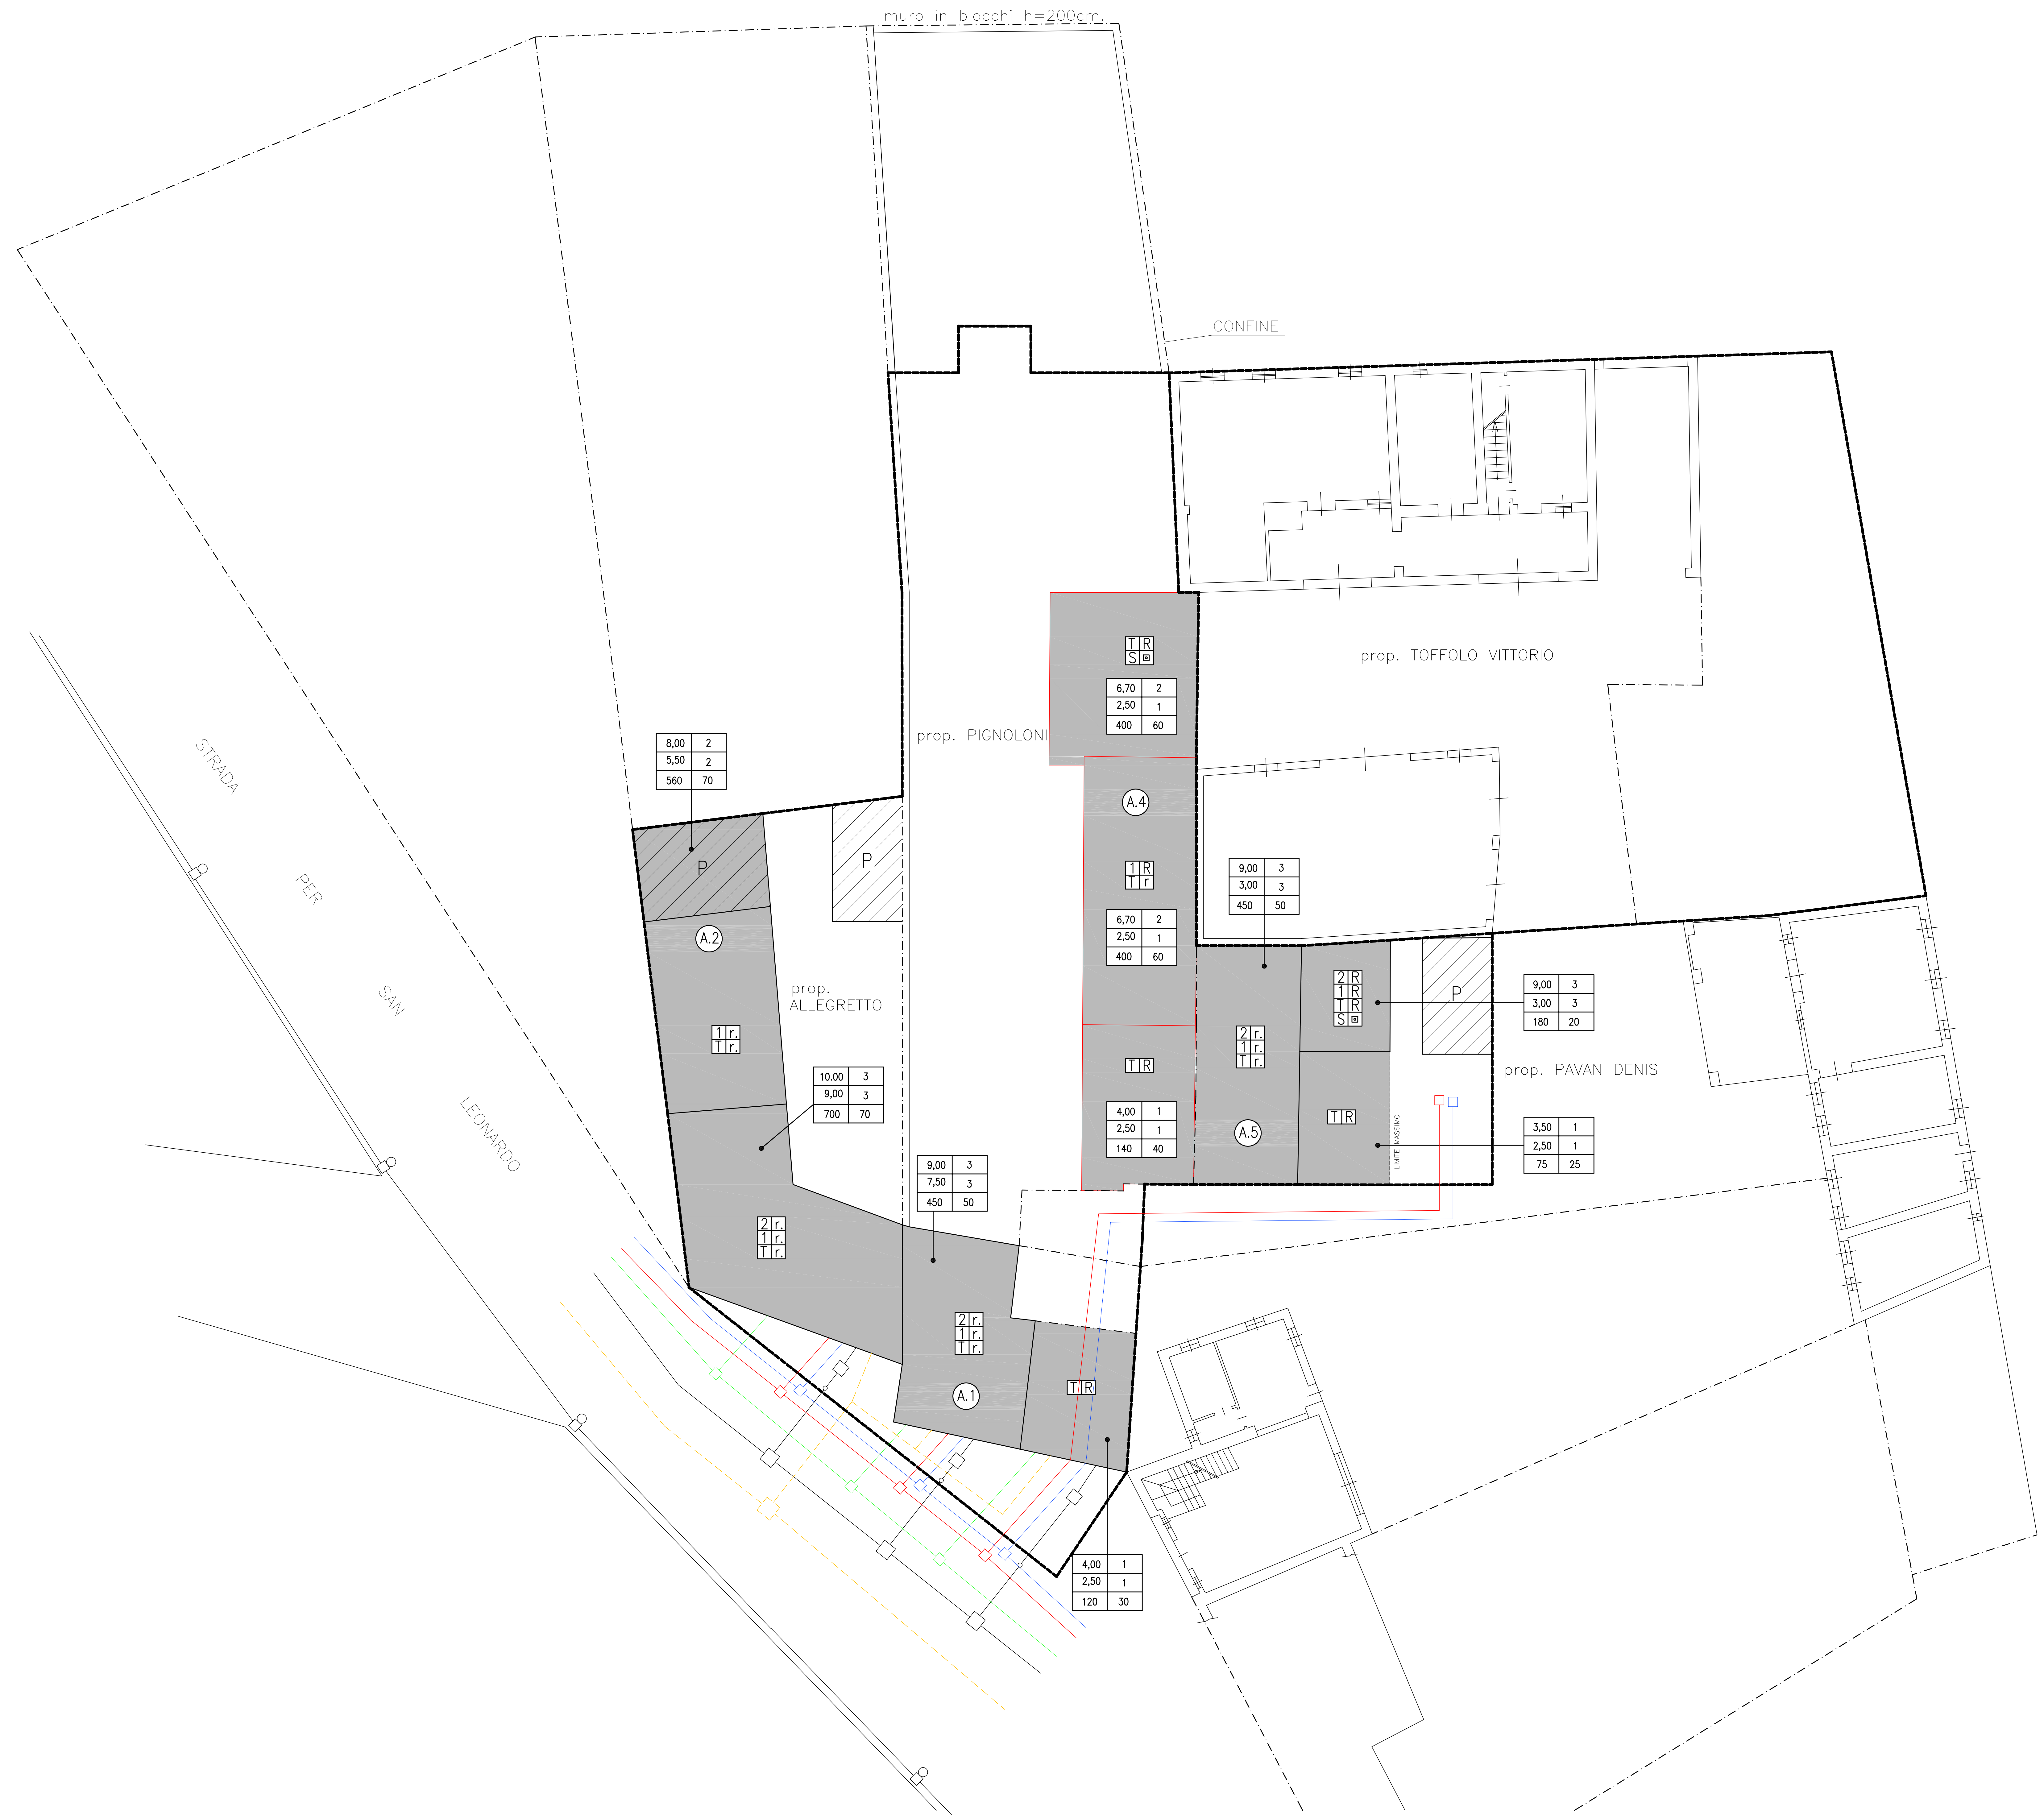 muro in blocchi h=200cm.
CONFINE
T R
S
6,70 2
2,50 1
400 60
prop. TOFFOLO VITTORIO
prop. PIGNOLONI
8,00 2
5,50 2
560 70
P
P
A.4
1 R
T r
6,70 2
2,50 1
400 60
9,00 3
3,00 3
450 50
A.2
prop.
ALLEGRETTO
2 R
1 R
T R
S
P
9,00 3
3,00 3
180 20
1 r.
T r.
2 r.
1 r.
T r.
T R
prop. PAVAN DENIS
10.00 3
9,00 3
700 70
4,00 1
2,50 1
140 40
A.5
T R
LIMITE MASSIMO
3,50 1
2,50 1
75 25
9,00 3
7,50 3
450 50
2 r.
1 r.
T r.
2 r.
1 r.
T r.
A.1
T R
4,00 1
2,50 1
120 30
STRADA
PER
SAN
LEONARDO